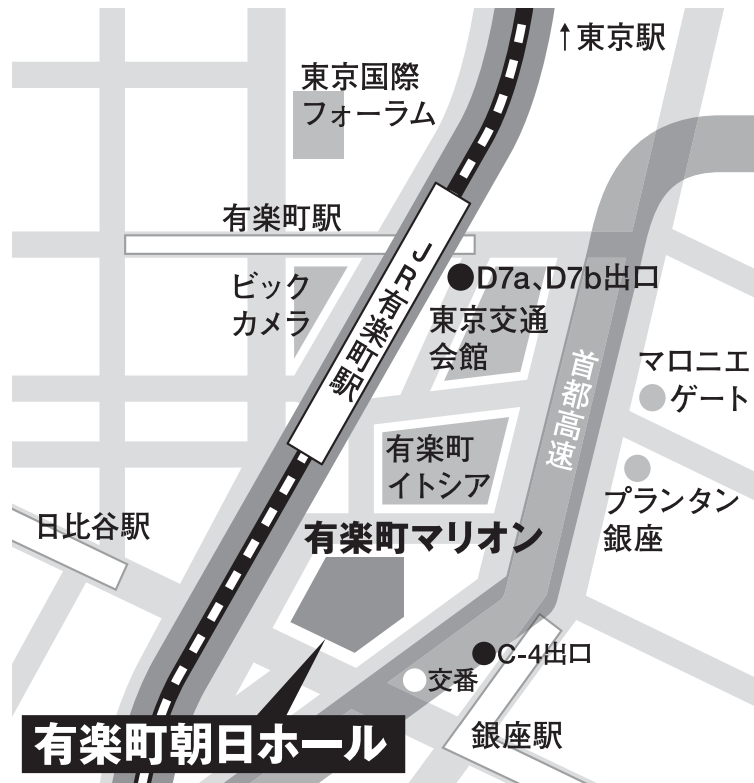 ↑東京駅
東京国際
フォーラム
有楽町駅
ビック
カメラ
JR有楽町駅
●D7a、D7b出口
東京交通
会館
首都高速
マロニエ
ゲート
有楽町
イトシア
プランタン
銀座
日比谷駅
有楽町マリオン
●C-4出口
交番
銀座駅
有楽町朝日ホール